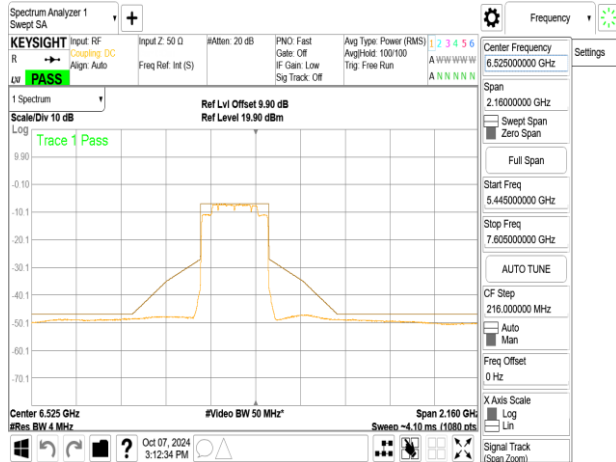 Spectrum Analyzer 1
Swept SA
+
Frequency
KEYSIGHT
R
LXI
PASS
Input: RF
Coupling: DC
Align: Auto
Input Z: 50 Ω
Freq Ref: Int (S)
#Atten: 20 dB
PNO: Fast
Gate: Off
IF Gain: Low
Sig Track: Off
Avg Type: Power (RMS)
Avg|Hold: 100/100
Trig: Free Run
1 2 3 4 5 6
A W W W W W
A N N N N N
Settings
1 Spectrum
Scale/Div 10 dB
Log
Ref Lvl Offset 9.90 dB
Ref Level 19.90 dBm
Trace 1 Pass
9.90
-0.10
-10.1
-20.1
-30.1
-40.1
-50.1
-60.1
-70.1
Center 6.525 GHz
#Res BW 4 MHz
#Video BW 50 MHz*
Span 2.160 GHz
Sweep ~4.10 ms (1080 pts
Center Frequency
6.525000000 GHz
Span
2.16000000 GHz
Swept Span
Zero Span
Full Span
Start Freq
5.445000000 GHz
Stop Freq
7.605000000 GHz
AUTO TUNE
CF Step
216.000000 MHz
Auto
Man
Freq Offset
0 Hz
X Axis Scale
Log
Lin
Signal Track
(Span Zoom)
?
Oct 07, 2024
3:12:34 PM